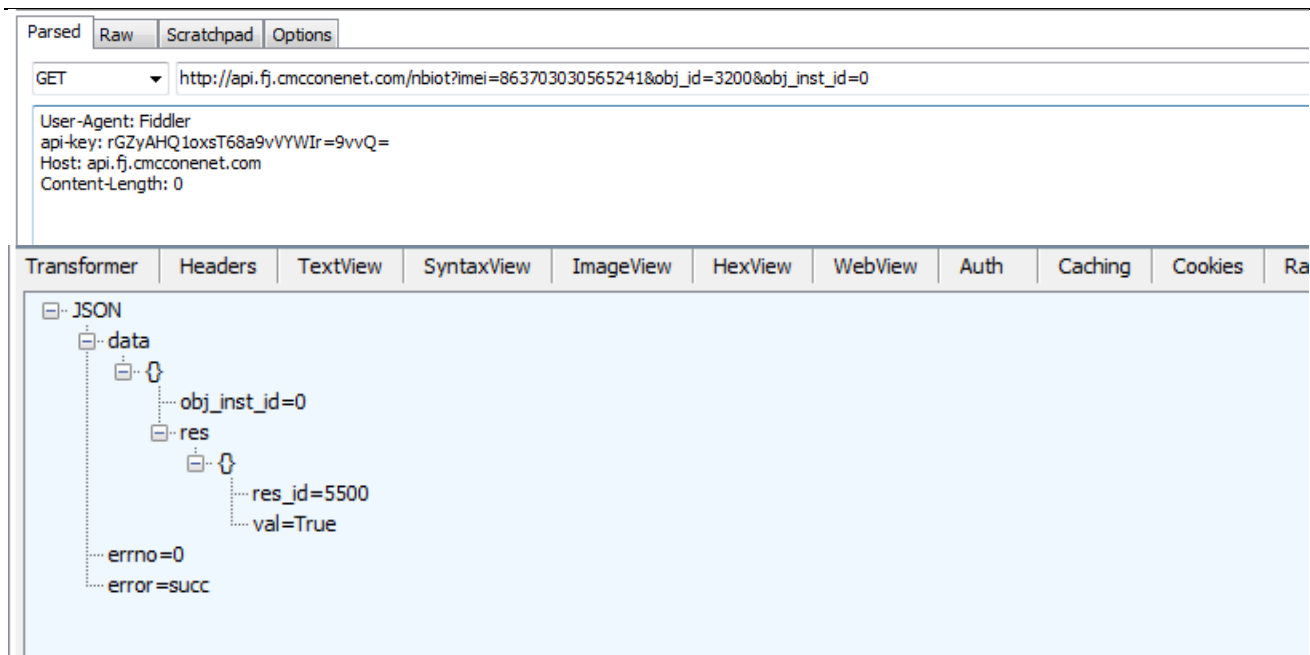 Parsed Raw Scratchpad Options
GET http://api.fj.cmcconenet.com/nbiot?imei=863703030565241&obj_id=3200&obj_inst_id=0
User-Agent: Fiddler
api-key: rGZyAHQ1oxsT68a9vVYWIr=9vvQ=
Host: api.fj.cmcconenet.com
Content-Length: 0
Transformer Headers TextView SyntaxView ImageView HexView WebView Auth Caching Cookies Ra
JSON
data
{}
obj_inst_id=0
res
{}
res_id=5500
val=True
errno=0
error=succ